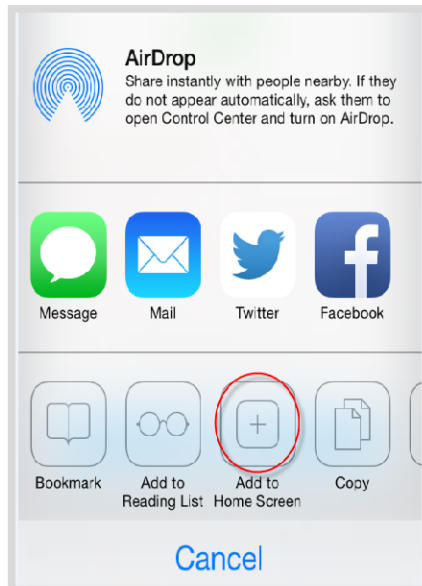 AirDrop
Share instantly with people nearby. If they
do not appear automatically, ask them to
open Control Center and turn on AirDrop.
Message
Mail
Twitter
Facebook
Bookmark
Add to
Reading List
Add to
Home Screen
Copy
Cancel